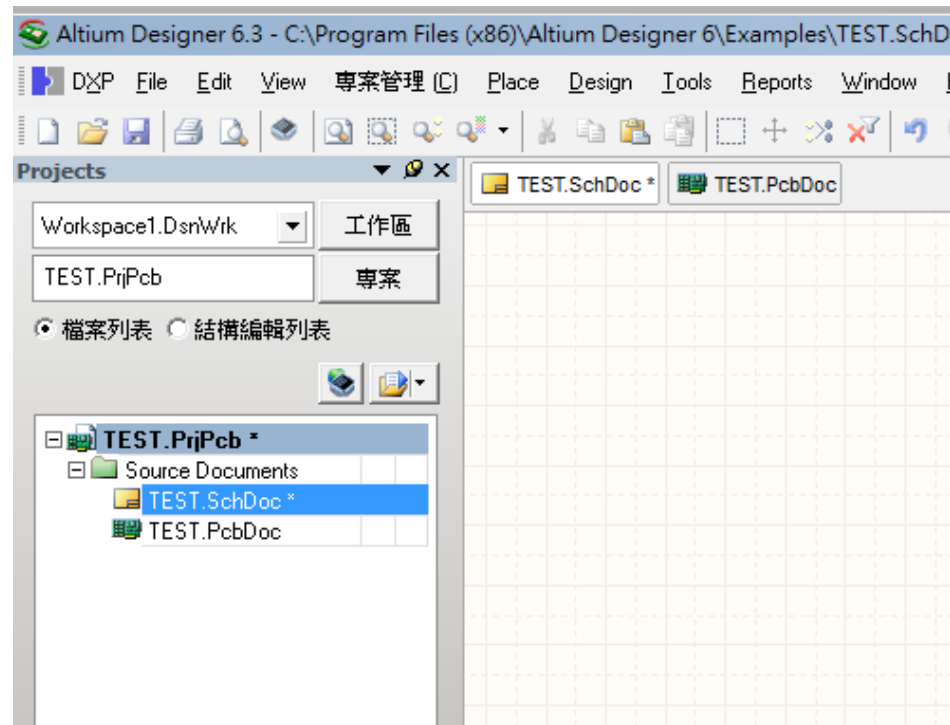 Altium Designer 6.3 - C:\Program Files (x86)\Altium Designer 6\Examples\TEST.SchD
DXP File Edit View 專案管理 (C) Place Design Tools Reports Window
Projects
TEST.SchDoc * TEST.PcbDoc
Workspace1.DsnWrk 工作區
TEST.PrjPcb 專案
檔案列表 結構編輯列表
TEST.PrjPcb *
Source Documents
TEST.SchDoc *
TEST.PcbDoc